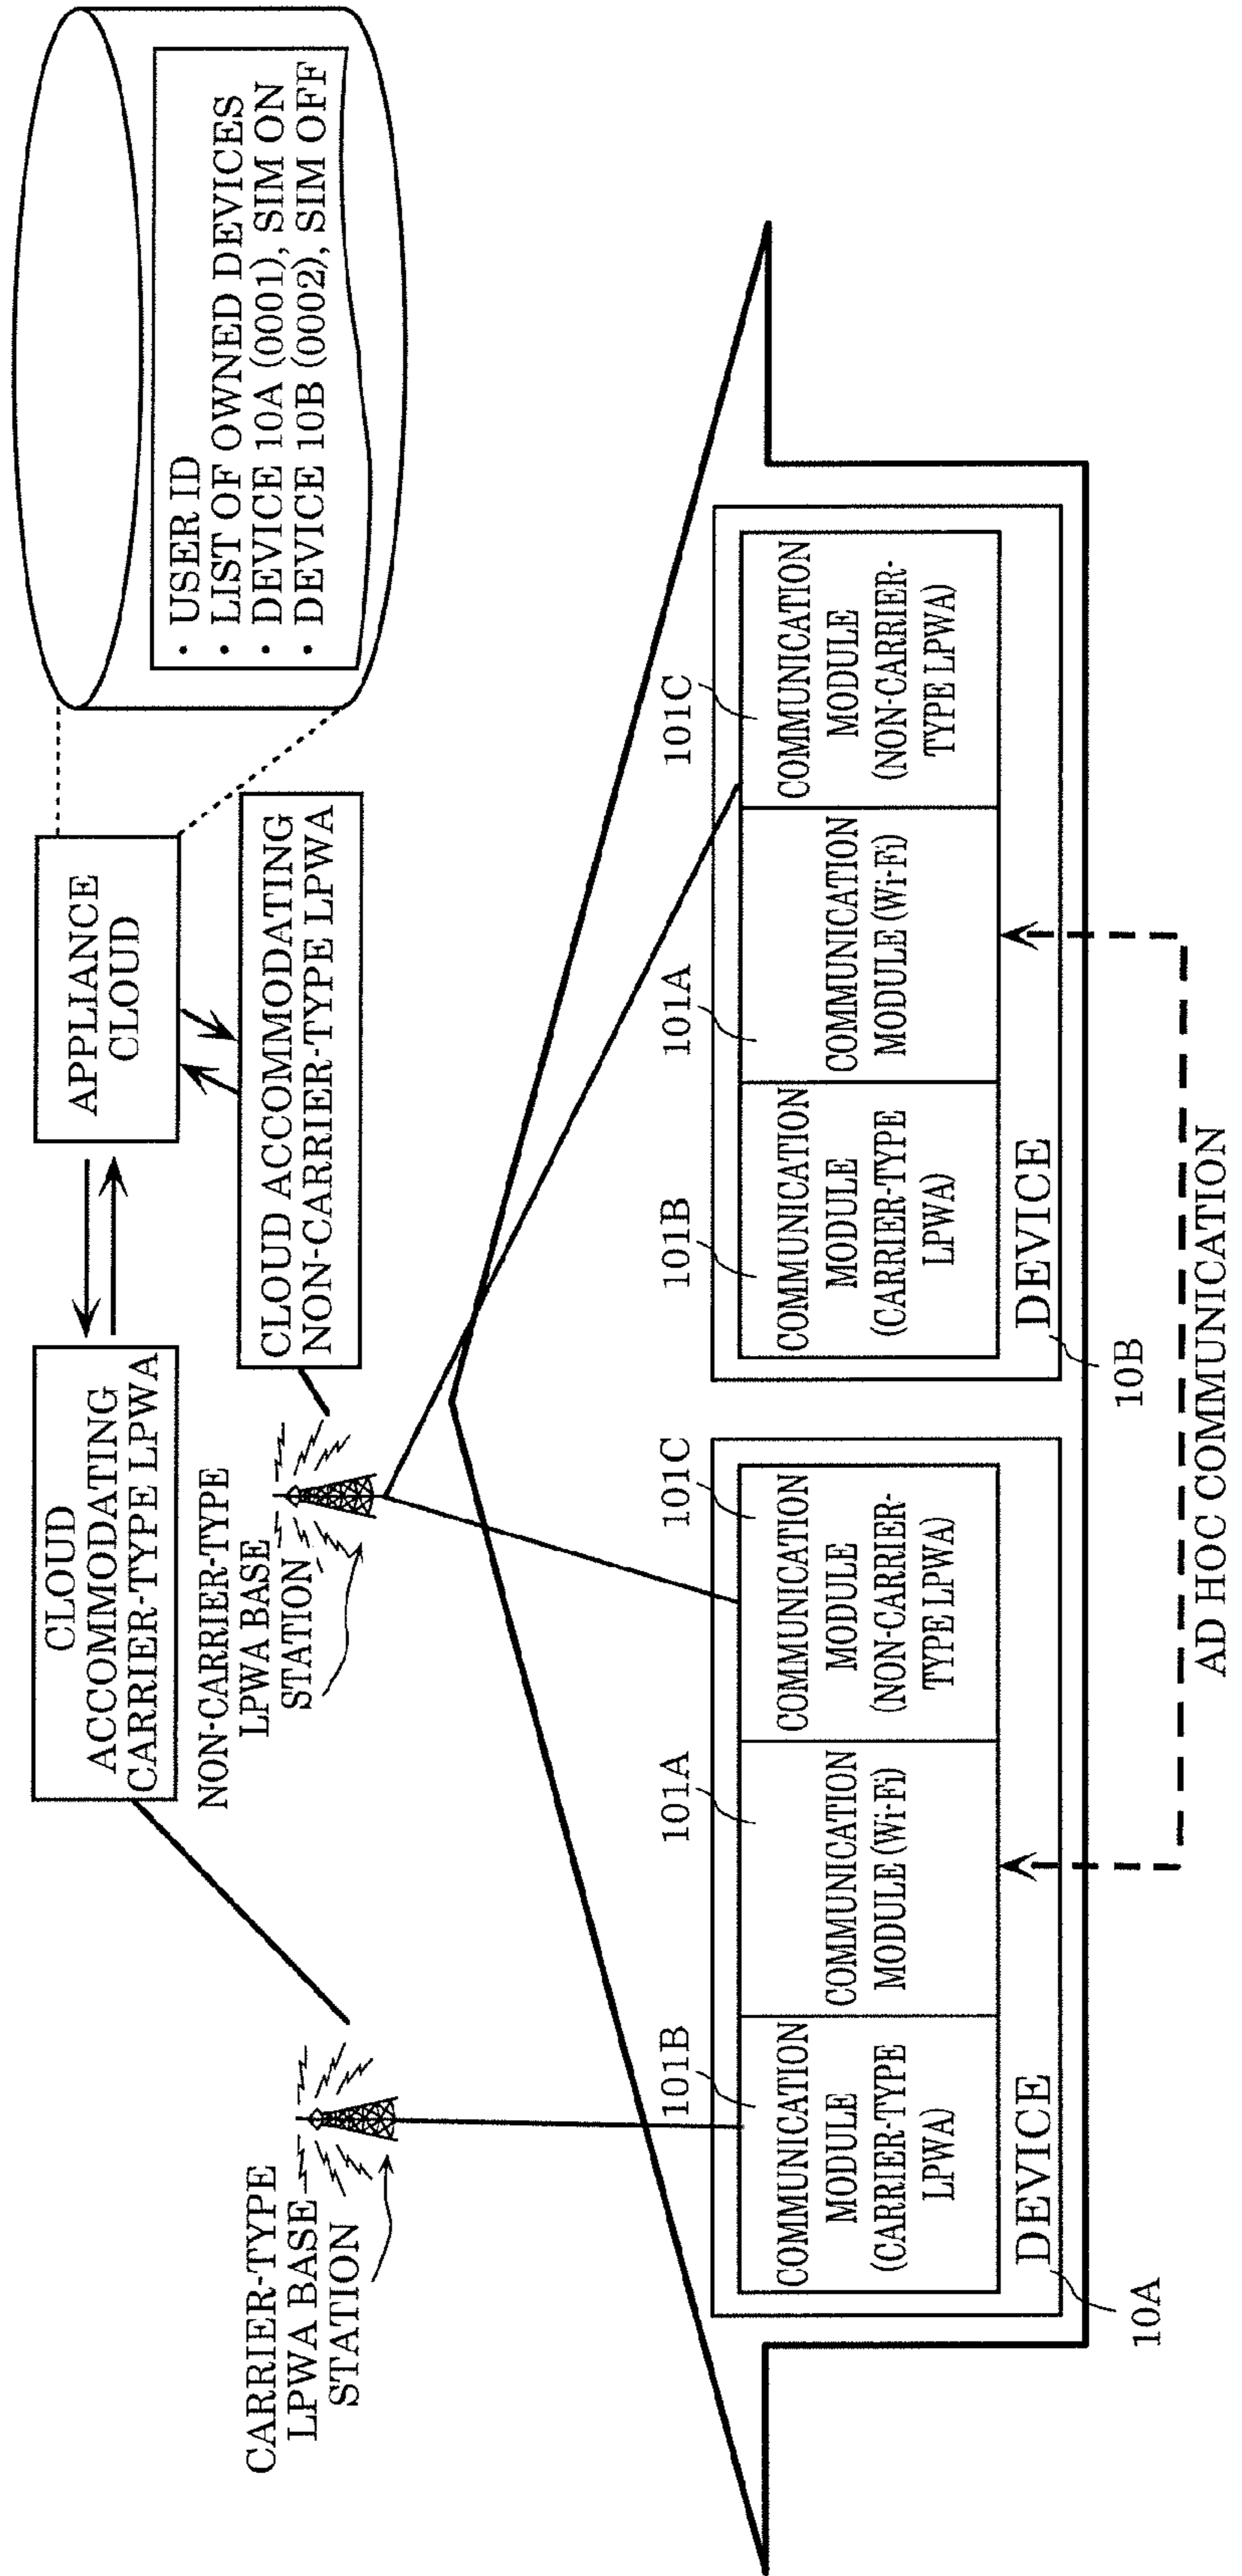 CLOUD
ACCOMMODATING
CARRIER-TYPE LPWA
APPLIANCE
CLOUD
• USER ID
• LIST OF OWNED DEVICES
• DEVICE 10A (0001), SIM ON
• DEVICE 10B (0002), SIM OFF
CARRIER-TYPE
LPWA BASE
STATION
NON-CARRIER-TYPE
LPWA BASE
STATION
CLOUD ACCOMMODATING
NON-CARRIER-TYPE LPWA
101B
101A
101C
COMMUNICATION
MODULE
(CARRIER-TYPE
LPWA)
COMMUNICATION
MODULE (Wi-Fi)
COMMUNICATION
MODULE
(NON-CARRIER-
TYPE LPWA)
DEVICE
10A
101B
101A
101C
COMMUNICATION
MODULE
(CARRIER-TYPE
LPWA)
COMMUNICATION
MODULE (Wi-Fi)
COMMUNICATION
MODULE
(NON-CARRIER-
TYPE LPWA)
DEVICE
10B
AD HOC COMMUNICATION